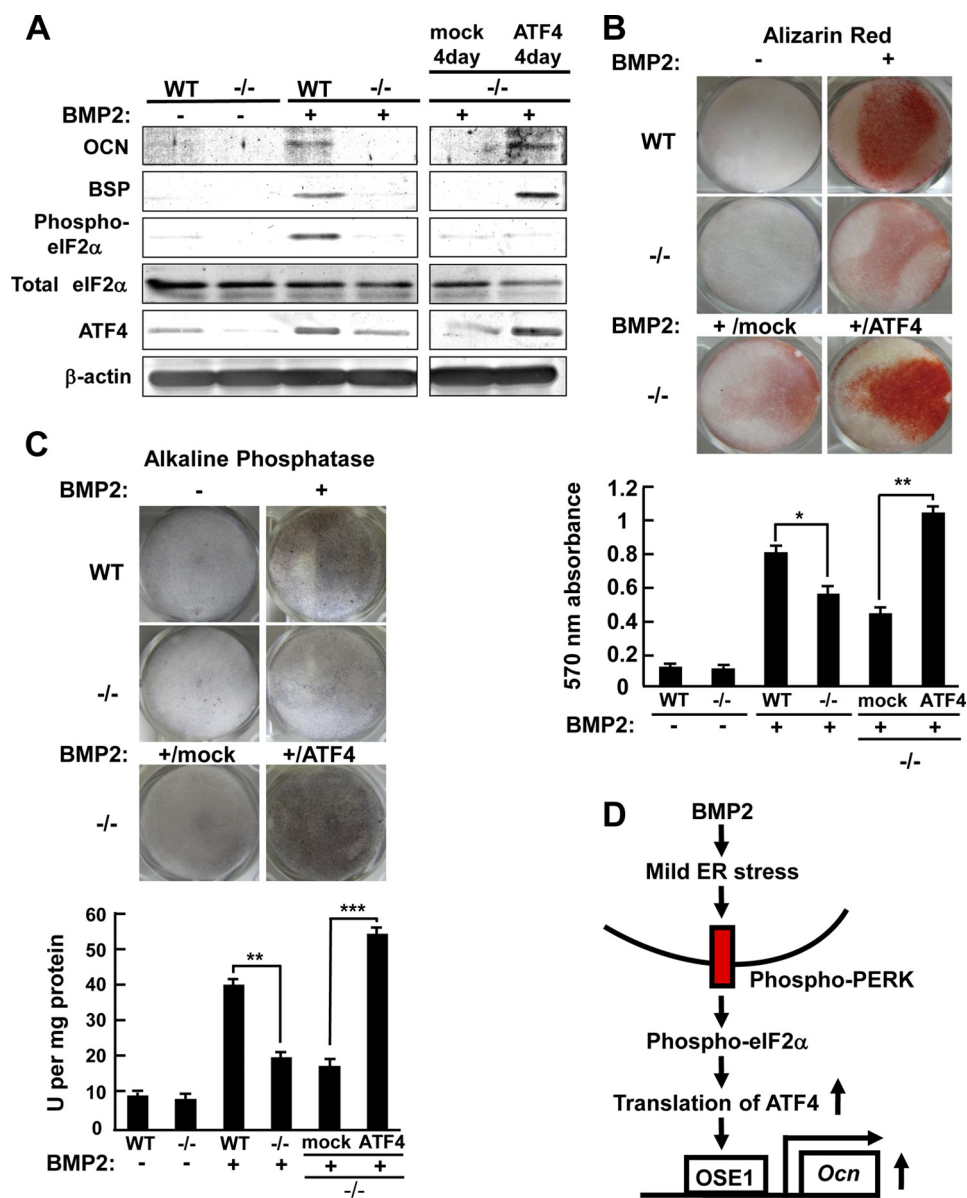 A
mock ATF4
4day 4day
WT -/- WT -/- -/-
BMP2: - - + + + +
OCN
BSP
Phospho-
eIF2α
Total eIF2α
ATF4
β-actin
B
Alizarin Red
BMP2: - +
WT
-/-
BMP2: + /mock +/ATF4
-/-
1.2
1
0.8
0.6
0.4
0.2
0
570 nm absorbance
* **
WT -/- WT -/- mock ATF4
BMP2: - - + + + +
-/-
C
Alkaline Phosphatase
BMP2: - +
WT
-/-
BMP2: +/mock +/ATF4
-/-
60
50
40
30
20
10
0
U per mg protein
** ***
WT -/- WT -/- mock ATF4
BMP2: - - + + + +
-/-
D
BMP2
Mild ER stress
Phospho-PERK
Phospho-eIF2α
Translation of ATF4
OSE1 Ocn